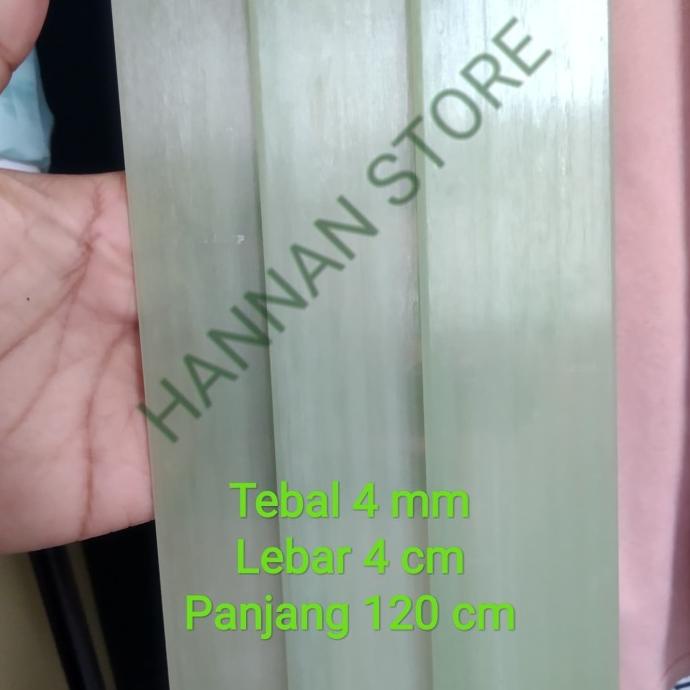 HANNAN STORE
Tebal 4 mm
Lebar 4 cm
Panjang 120 cm